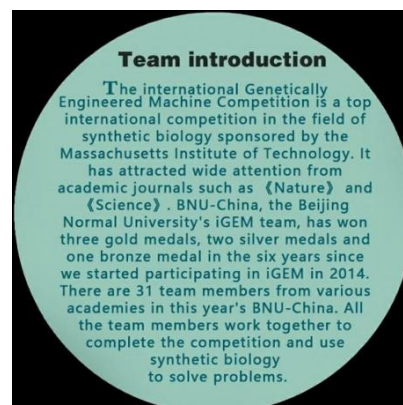 Team introduction
The international Genetically
Engineered Machine Competition is a top
international competition in the field of
synthetic biology sponsored by the
Massachusetts Institute of Technology. It
has attracted wide attention from
academic journals such as 《Nature》 and
《Science》. BNU-China, the Beijing
Normal University's iGEM team, has won
three gold medals, two silver medals and
one bronze medal in the six years since
we started participating in iGEM in 2014.
There are 31 team members from various
academies in this year's BNU-China. All
the team members work together to
complete the competition and use
synthetic biology
to solve problems.